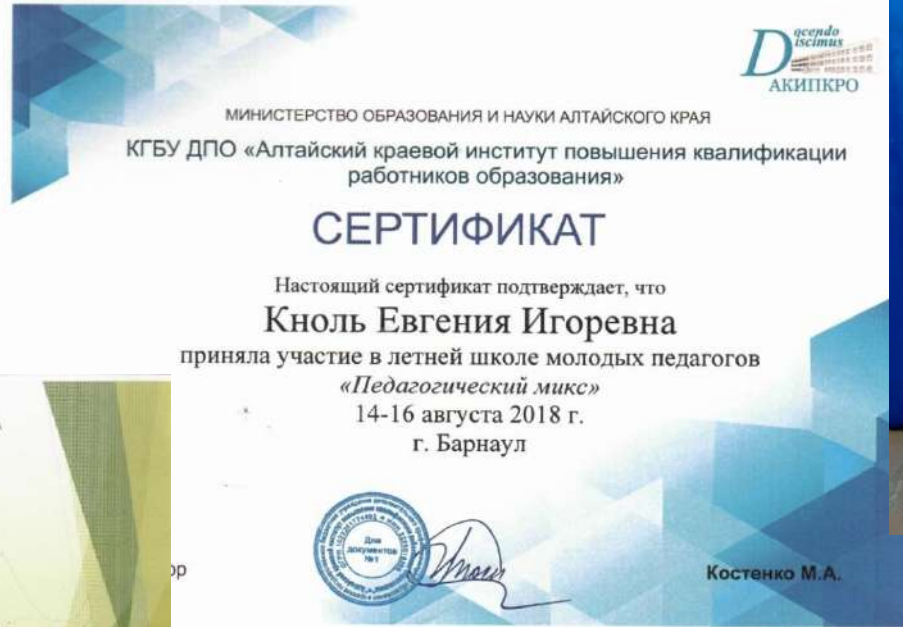 Docendo
Discimus
АКИПКРО
МИНИСТЕРСТВО ОБРАЗОВАНИЯ И НАУКИ АЛТАЙСКОГО КРАЯ
КГБУ ДПО «Алтайский краевой институт повышения квалификации
работников образования»
СЕРТИФИКАТ
Настоящий сертификат подтверждает, что
Кноль Евгения Игоревна
приняла участие в летней школе молодых педагогов
«Педагогический микс»
14-16 августа 2018 г.
г. Барнаул
Для
документов
№1
ор
Костенко М.А.